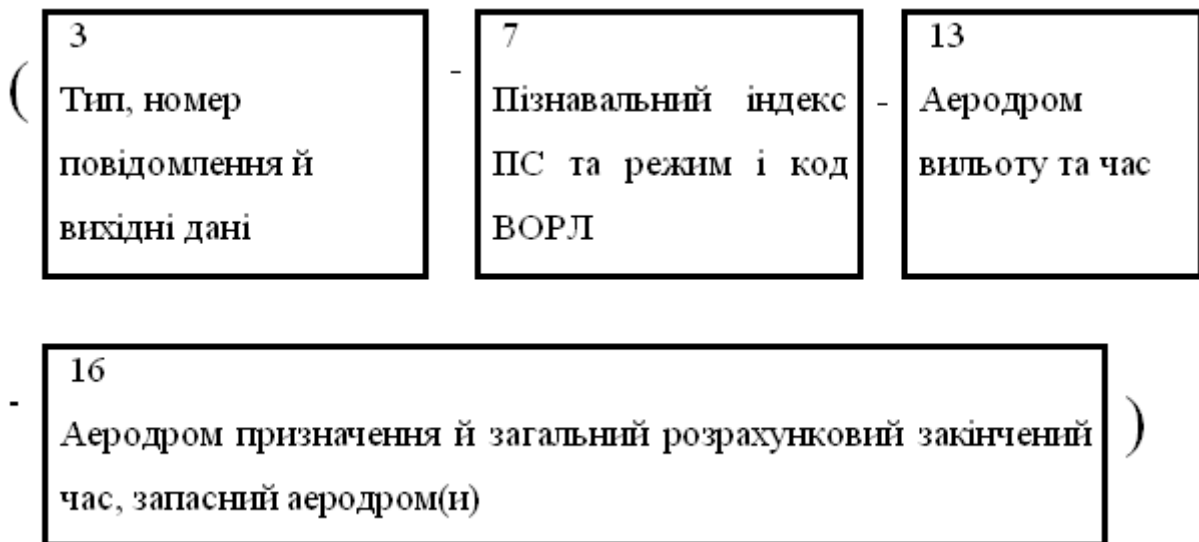 (
3
Тип, номер
повідомлення й
вихідні дані
-
7
Пізнавальний індекс
ПС та режим і код
ВОРЛ
-
13
Аеродром
вильоту та час
-
16
Аеродром призначення й загальний розрахунковий закінчений
час, запасний аеродром(и)
)